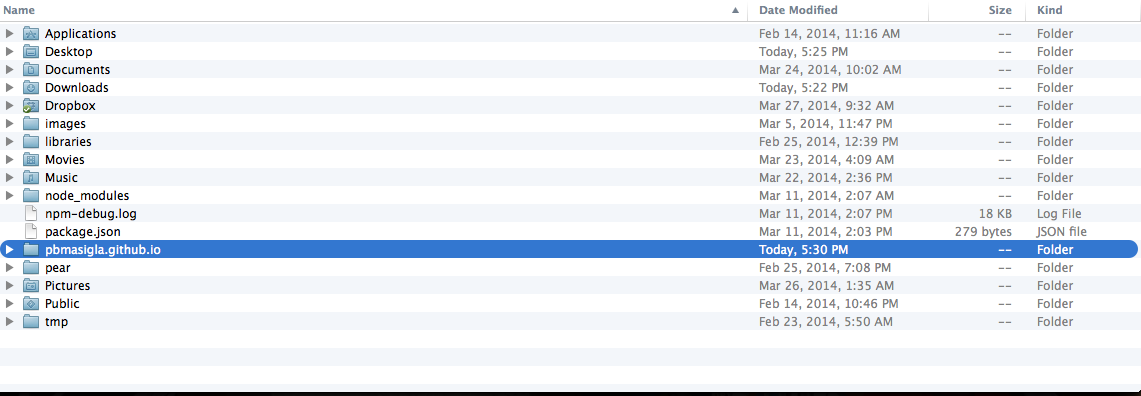 Name Date Modified Size Kind
Applications Feb 14, 2014, 11:16 AM -- Folder
Desktop Today, 5:25 PM -- Folder
Documents Mar 24, 2014, 10:02 AM -- Folder
Downloads Today, 5:22 PM -- Folder
Dropbox Mar 27, 2014, 9:32 AM -- Folder
images Mar 5, 2014, 11:47 PM -- Folder
libraries Feb 25, 2014, 12:39 PM -- Folder
Movies Mar 23, 2014, 4:09 AM -- Folder
Music Mar 22, 2014, 2:36 PM -- Folder
node_modules Mar 11, 2014, 2:07 AM -- Folder
npm-debug.log Mar 11, 2014, 2:07 PM 18 KB Log File
package.json Mar 11, 2014, 2:03 PM 279 bytes JSON file
pbmasigla.github.io Today, 5:30 PM -- Folder
pear Feb 25, 2014, 7:08 PM -- Folder
Pictures Mar 26, 2014, 1:35 AM -- Folder
Public Feb 14, 2014, 10:46 PM -- Folder
tmp Feb 23, 2014, 5:50 AM -- Folder